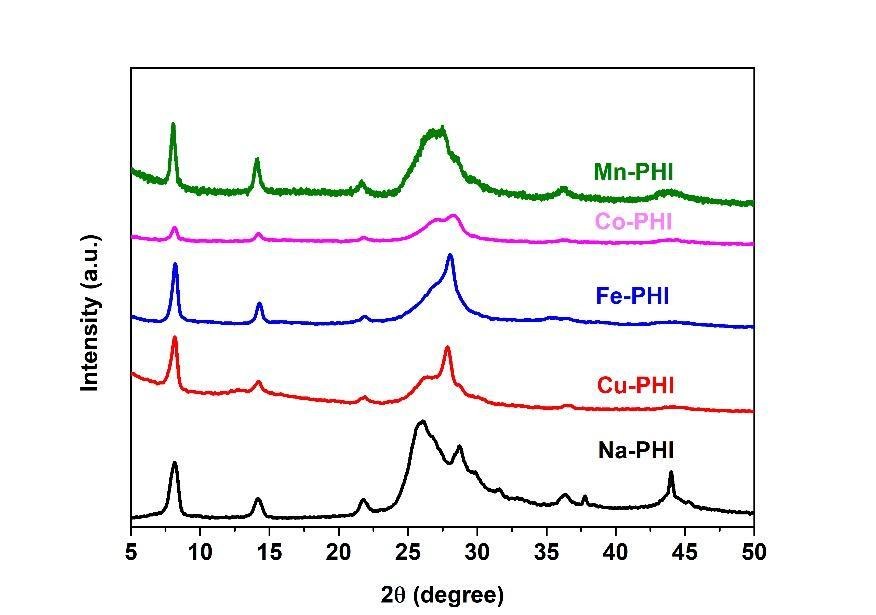 Mn-PHI
Co-PHI
Fe-PHI
Cu-PHI
Na-PHI
Intensity (a.u.)
5 10 15 20 25 30 35 40 45 50
2θ (degree)